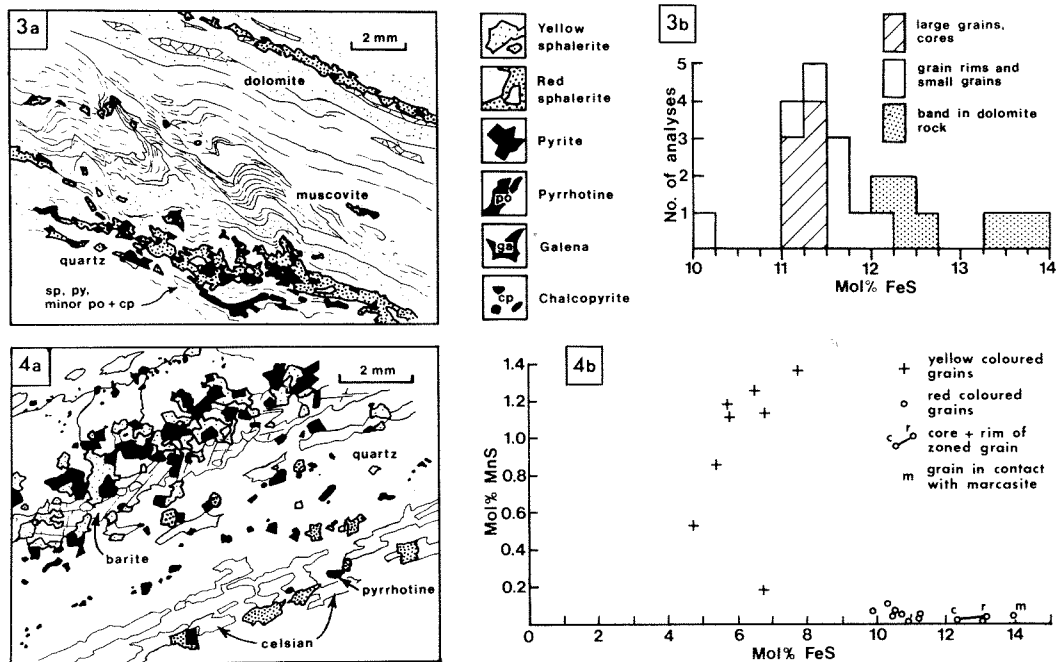 3a
2 mm
dolomite
muscovite
quartz
sp, py,
minor po + cp
Yellow
sphalerite
Red
sphalerite
Pyrite
po
Pyrrhotine
ga
Galena
cp
Chalcopyrite
3b
large grains,
cores
grain rims and
small grains
band in dolomite
rock
No. of analyses
5
4
3
2
1
10
11
12
13
14
Mol% FeS
4a
2 mm
quartz
barite
pyrrhotine
celsian
4b
yellow coloured
grains
red coloured
grains
c r core + rim of
zoned grain
m grain in contact
with marcasite
Mol% MnS
1.4
1.2
1.0
0.8
0.6
0.4
0.2
c r m
0 2 4 6 8 10 12 14
Mol% FeS